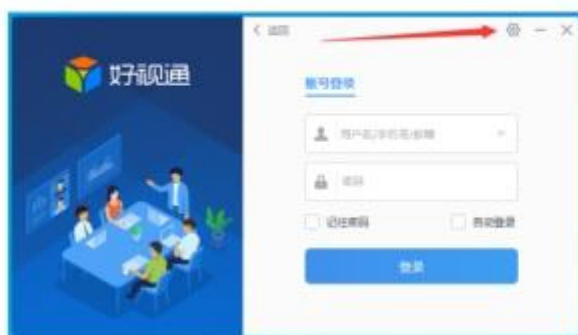 好视通
< 返回
账号登录
用户名/手机号/邮箱
密码
记住密码
自动登录
登录